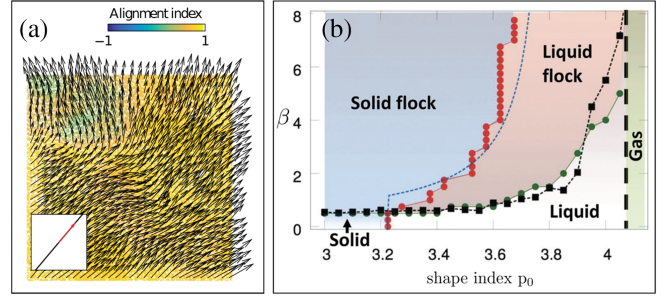 (a)
Alignment index
−1 1
(b)
8
6
4
2
0
β
Solid flock
Liquid flock
Gas
Liquid
Solid
3 3.2 3.4 3.6 3.8 4
shape index p₀